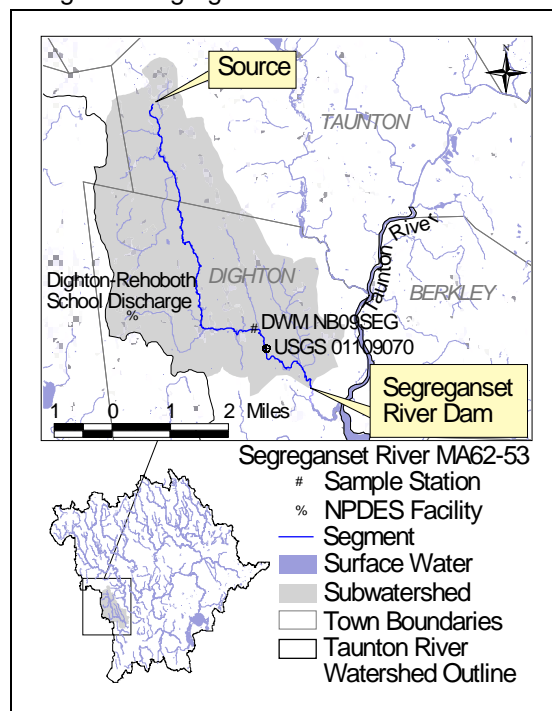 Source
N
TAUNTON
Taunton River
DIGHTON
BERKLEY
Dighton-Rehoboth
School Discharge
%
#
DWM NB09SEG
USGS 01109070
Segreganset
River Dam
1 0 1 2 Miles
Segreganset River MA62-53
# Sample Station
% NPDES Facility
Segment
Surface Water
Subwatershed
Town Boundaries
Taunton River
Watershed Outline